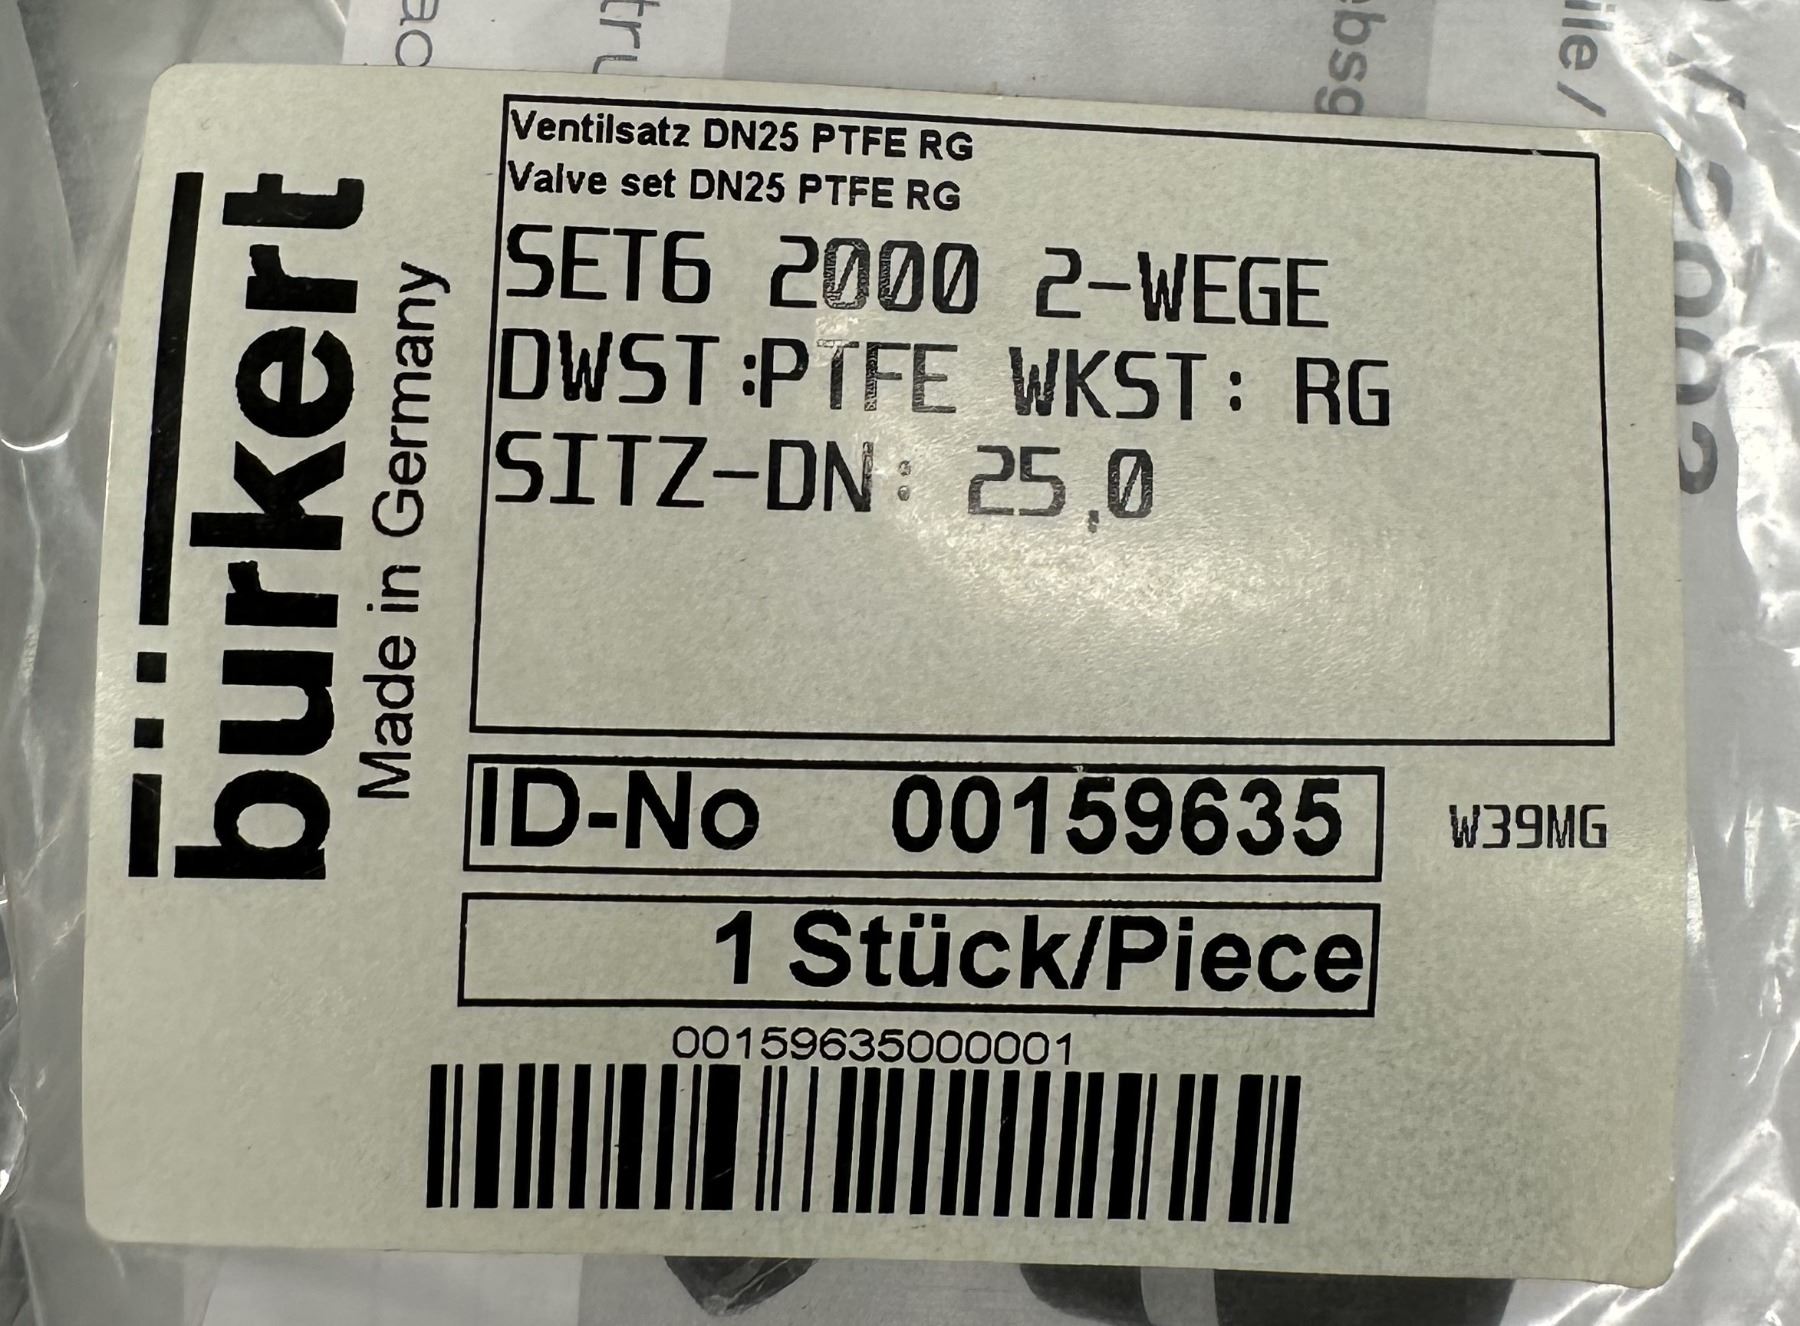 bürkert
Made in Germany
Ventilsatz DN25 PTFE RG
Valve set DN25 PTFE RG
SET6 2000 2-WEGE
DWST:PTFE WKST: RG
SITZ-DN: 25,0
ID-No 00159635
W39MG
1 Stück/Piece
00159635000001